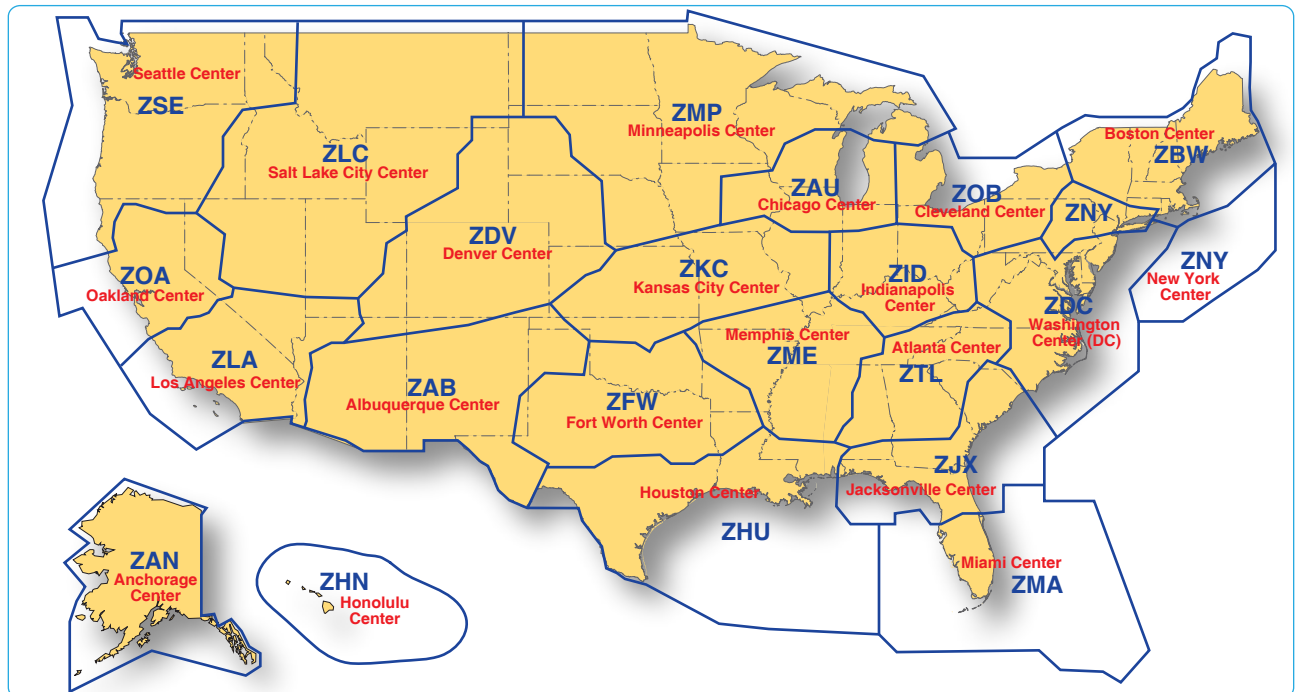 Seattle Center
ZSE
ZLC
Salt Lake City Center
ZMP
Minneapolis Center
Boston Center
ZBW
ZAU
Chicago Center
ZOB
Cleveland Center
ZNY
ZDV
Denver Center
ZOA
Oakland Center
ZKC
Kansas City Center
ZID
Indianapolis
Center
ZNY
New York
Center
ZDC
Washington
Center (DC)
ZLA
Los Angeles Center
ZAB
Albuquerque Center
Memphis Center
ZME
Atlanta Center
ZTL
ZFW
Fort Worth Center
ZJX
Jacksonville Center
Houston Center
ZHU
Miami Center
ZMA
ZAN
Anchorage
Center
ZHN
Honolulu
Center